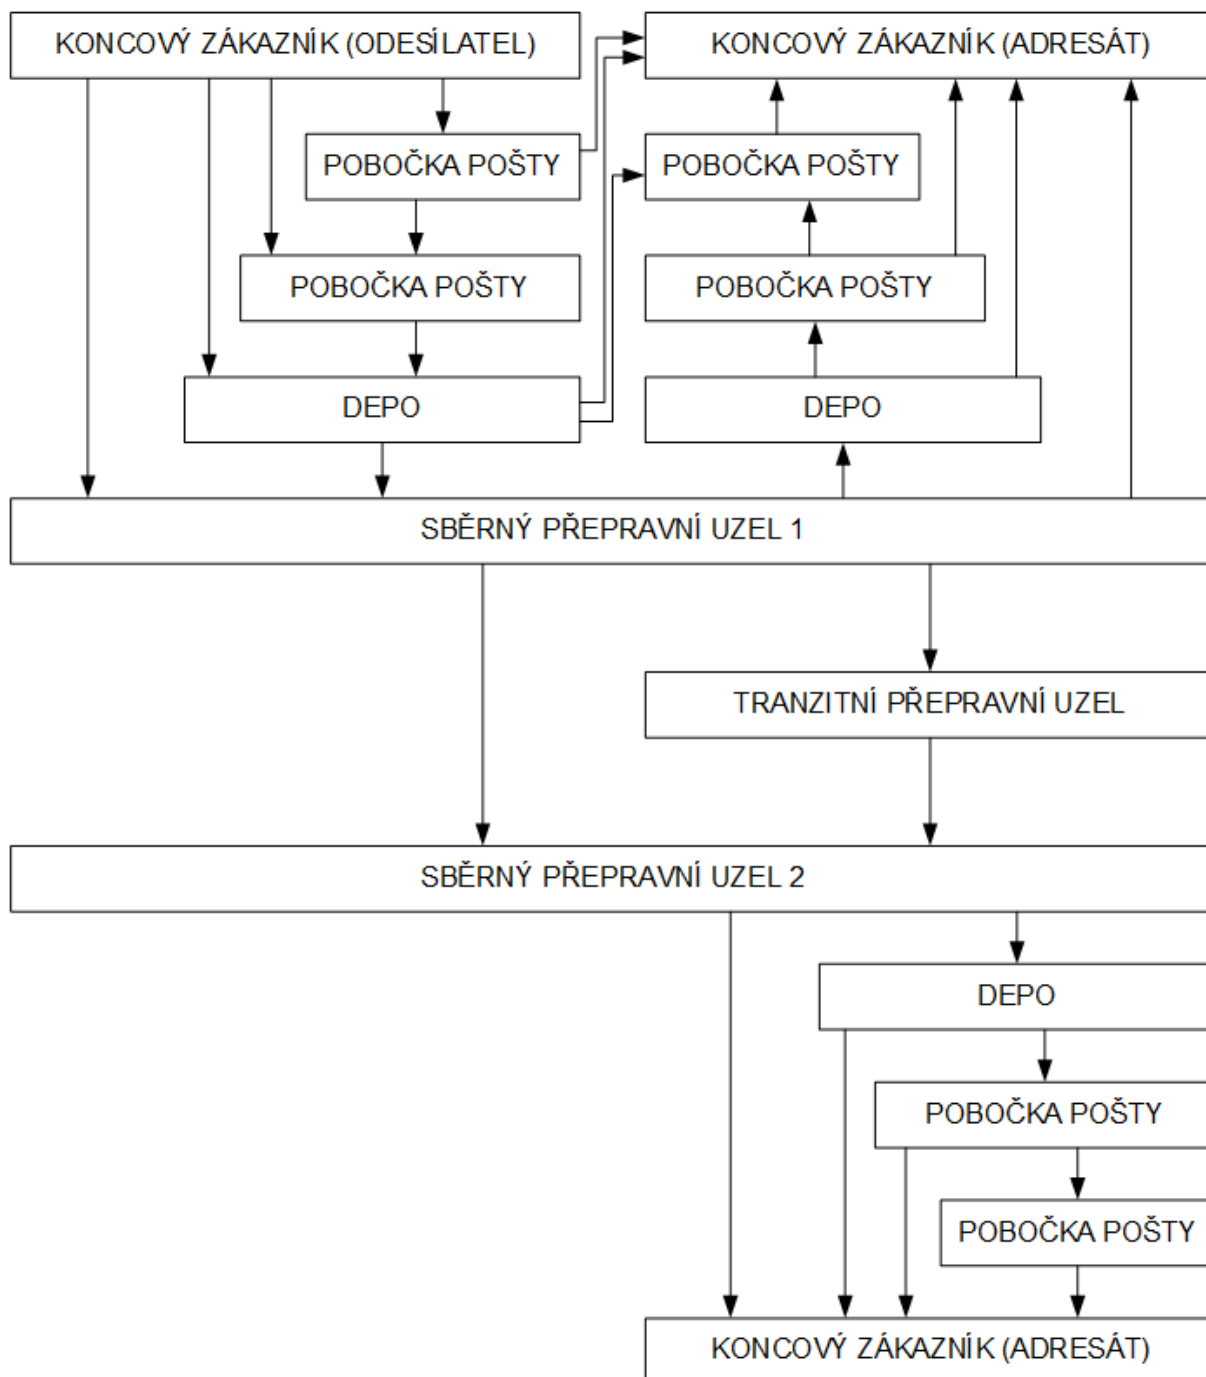 KONCOVÝ ZÁKAZNÍK (ODESÍLATEL)
KONCOVÝ ZÁKAZNÍK (ADRESÁT)
POBOČKA POŠTY
POBOČKA POŠTY
POBOČKA POŠTY
POBOČKA POŠTY
DEPO
DEPO
SBĚRNÝ PŘEPRAVNÍ UZEL 1
TRANZITNÍ PŘEPRAVNÍ UZEL
SBĚRNÝ PŘEPRAVNÍ UZEL 2
DEPO
POBOČKA POŠTY
POBOČKA POŠTY
KONCOVÝ ZÁKAZNÍK (ADRESÁT)